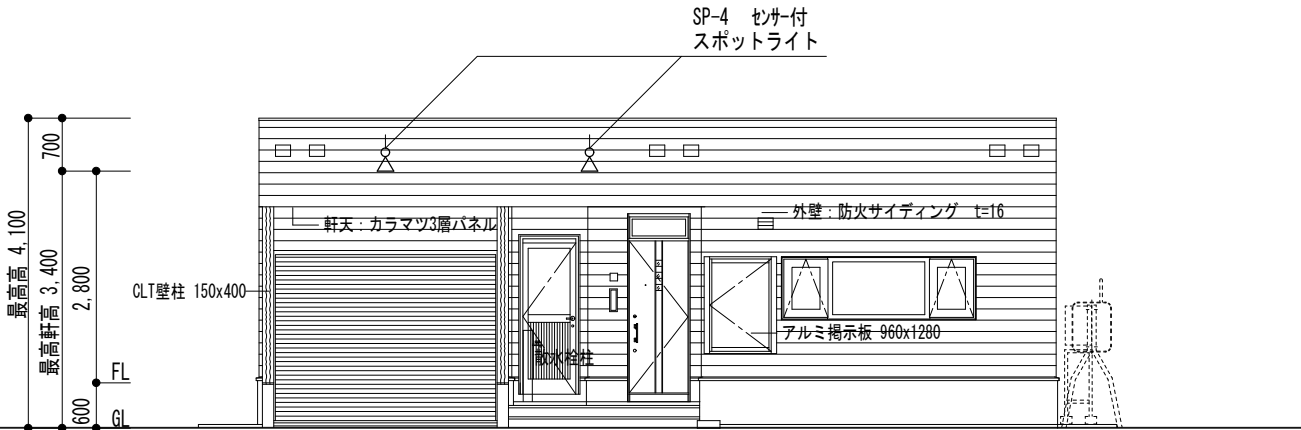 SP-4 センサー付
スポットライト
700
最高高 4,100
最高軒高 3,400
2,800
600
FL
GL
軒天：カラマツ3層パネル
外壁：防火サイディング t=16
CLT壁柱 150x400
アルミ掲示板 960x1280
散水栓柱